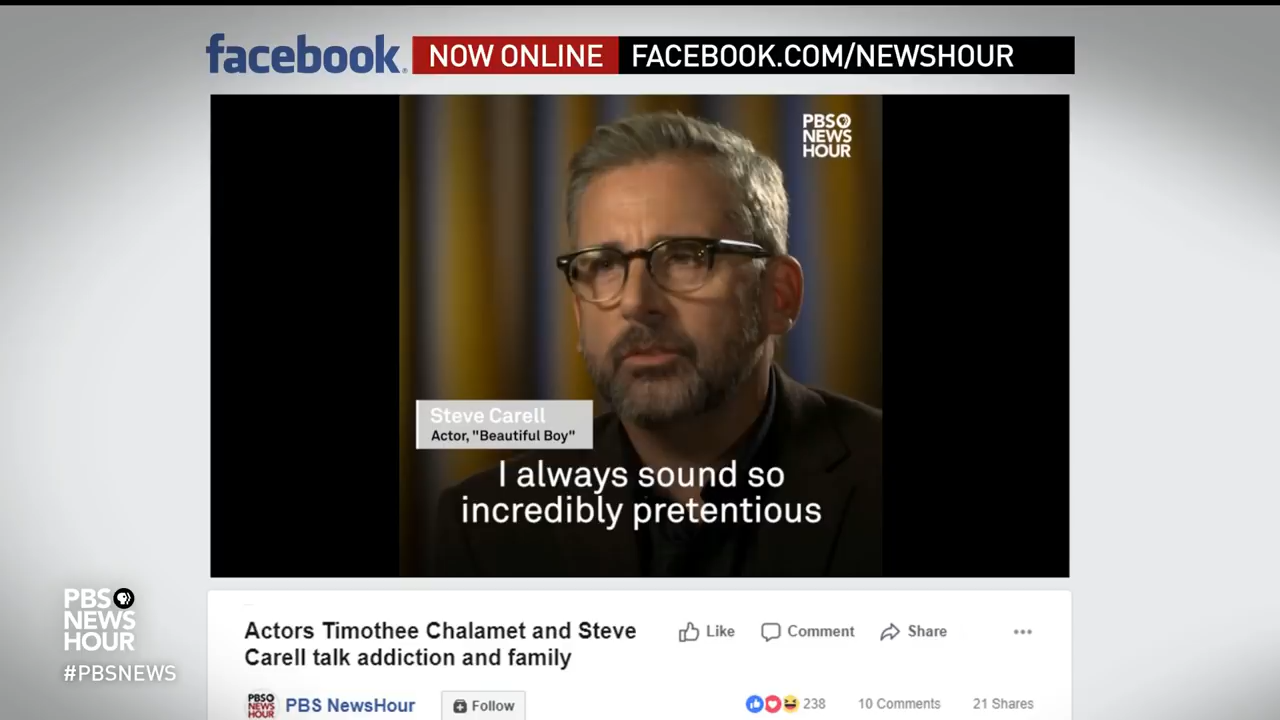 facebook.
NOW ONLINE
FACEBOOK.COM/NEWSHOUR
PBS
NEWS
HOUR
Steve Carell
Actor, "Beautiful Boy"
I always sound so
incredibly pretentious
PBS
NEWS
HOUR
#PBSNEWS
Actors Timothee Chalamet and Steve
Carell talk addiction and family
Like
Comment
Share
PBS
NEWS
HOUR
PBS NewsHour
Follow
238
10 Comments
21 Shares